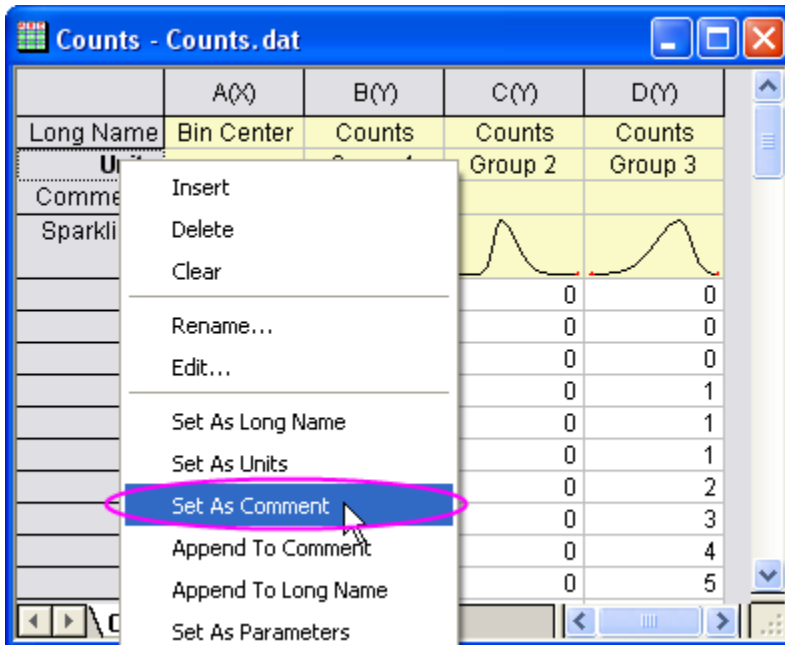 Counts - Counts.dat
A(X) B(Y) C(Y) D(Y)
Long Name Bin Center Counts Counts Counts
Group 2 Group 3
Insert
Delete
Clear
0 0
Rename...
0 0
Edit...
0 0
0 1
Set As Long Name
0 1
Set As Units
0 1
0 2
Set As Comment
0 3
Append To Comment
0 4
Append To Long Name
0 5
Set As Parameters